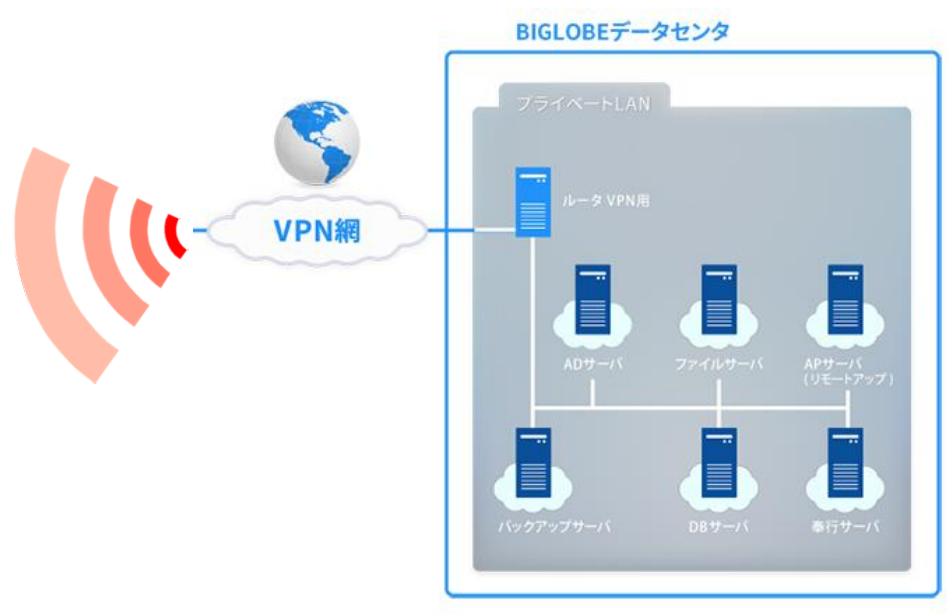 BIGLOBEデータセンタ
プライベートLAN
ルータ VPN用
VPN網
ADサーバ
ファイルサーバ
APサーバ
(リモートアップ)
バックアップサーバ
DBサーバ
奉行サーバ